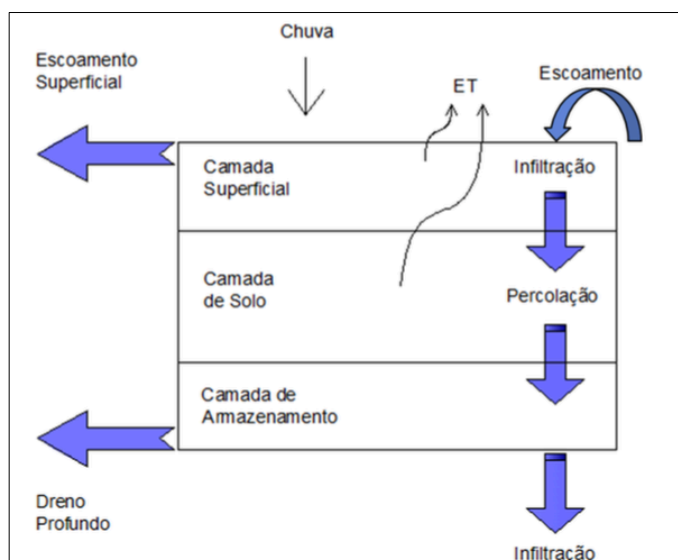 Chuva
Escoamento
Superficial
ET
Escoamento
Camada
Superficial
Infiltração
Camada
de Solo
Percolação
Camada de
Armazenamento
Dreno
Profundo
Infiltração